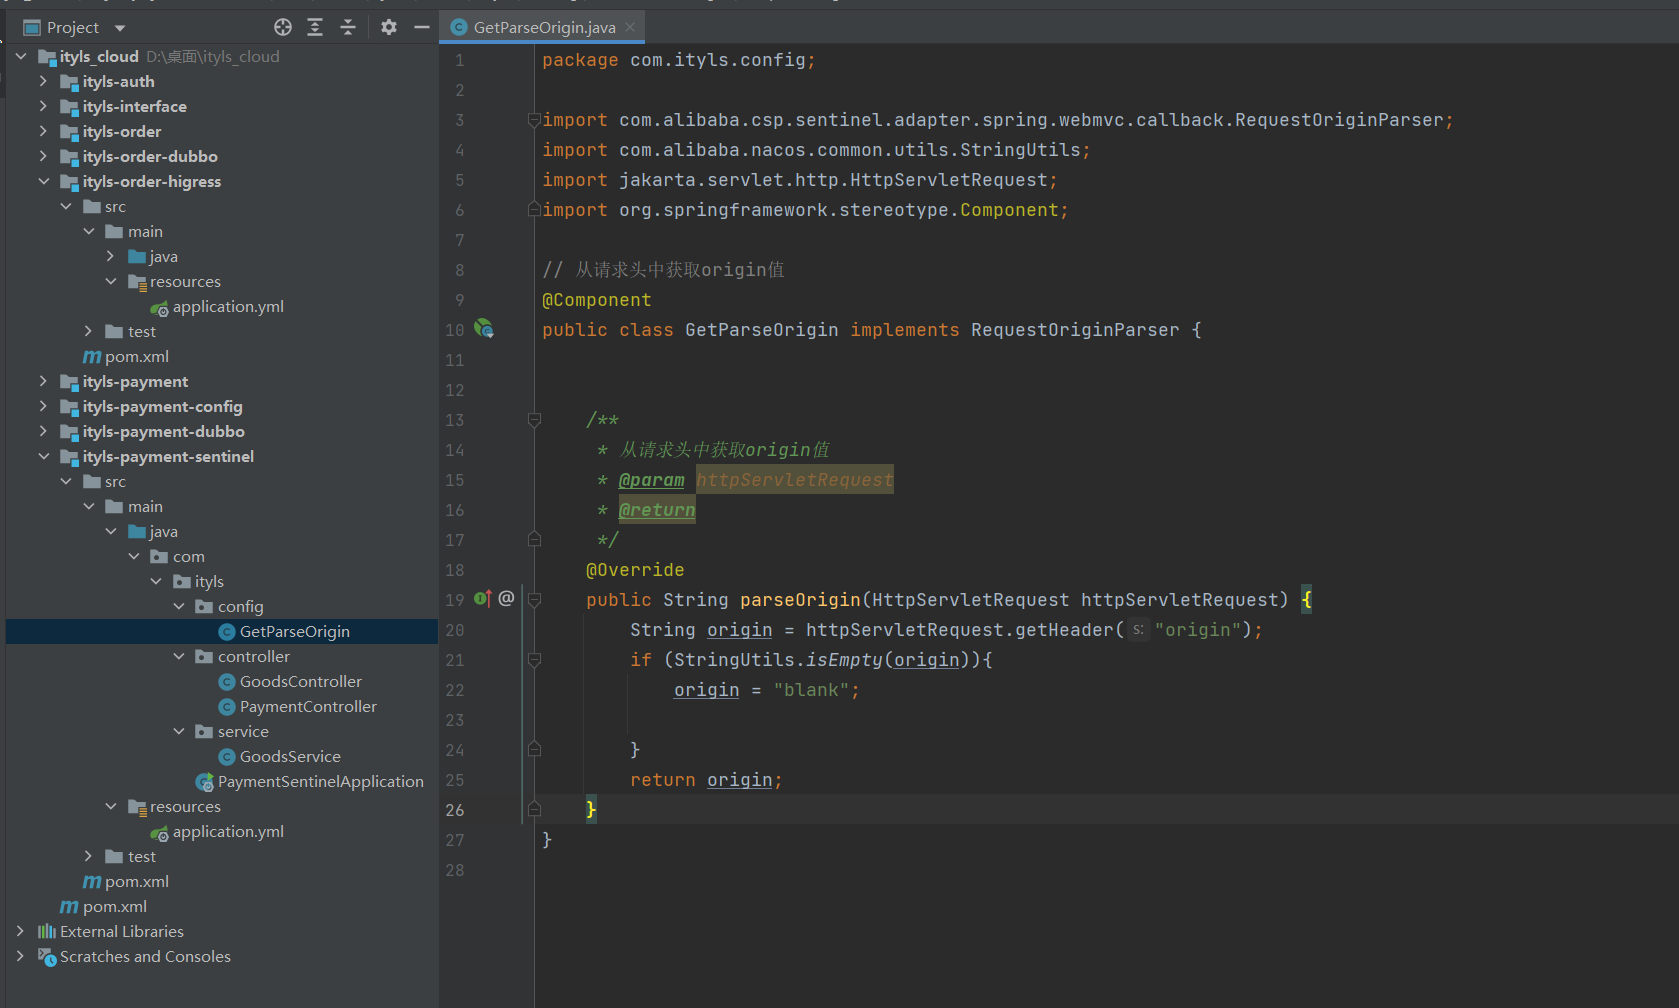 Project
ityls_cloud D:\桌面\ityls_cloud
ityls-auth
ityls-interface
ityls-order
ityls-order-dubbo
ityls-order-higress
src
main
java
resources
application.yml
test
pom.xml
ityls-payment
ityls-payment-config
ityls-payment-dubbo
ityls-payment-sentinel
src
main
java
com
ityls
config
GetParseOrigin
controller
GoodsController
PaymentController
service
GoodsService
PaymentSentinelApplication
resources
application.yml
test
pom.xml
pom.xml
External Libraries
Scratches and Consoles
GetParseOrigin.java
1 package com.ityls.config;
2
3 import com.alibaba.csp.sentinel.adapter.spring.webmvc.callback.RequestOriginParser;
4 import com.alibaba.nacos.common.utils.StringUtils;
5 import jakarta.servlet.http.HttpServletRequest;
6 import org.springframework.stereotype.Component;
7
8 // 从请求头中获取origin值
9 @Component
10 public class GetParseOrigin implements RequestOriginParser {
11
12
13 /**
14 * 从请求头中获取origin值
15 * @param httpServletRequest
16 * @return
17 */
18 @Override
19 public String parseOrigin(HttpServletRequest httpServletRequest) {
20 String origin = httpServletRequest.getHeader( s: "origin");
21 if (StringUtils.isEmpty(origin)){
22 origin = "blank";
23
24 }
25 return origin;
26 }
27 }
28